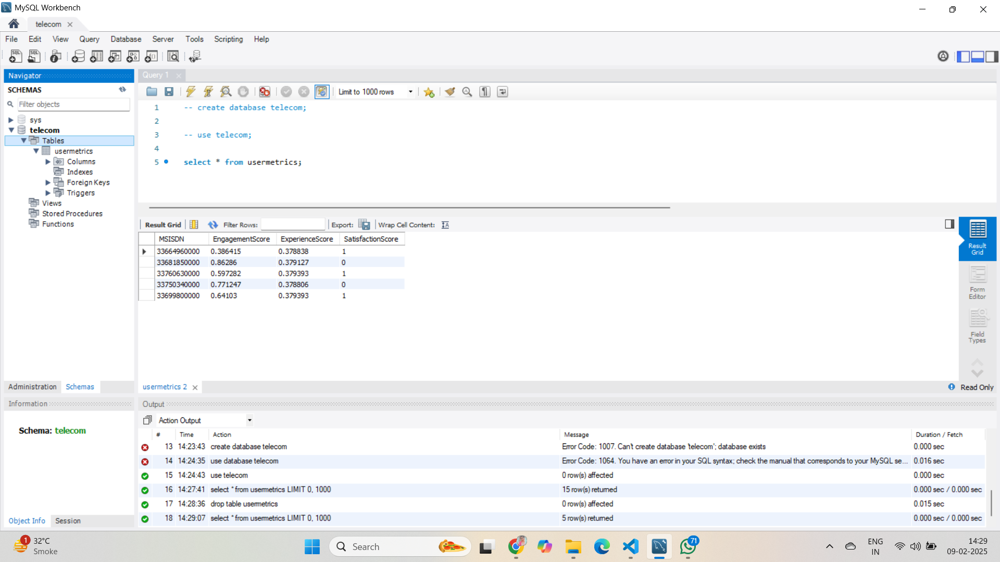 MySQL Workbench
telecom
File Edit View Query Database Server Tools Scripting Help
Navigator
SCHEMAS
Filter objects
sys
telecom
Tables
usermetrics
Columns
Indexes
Foreign Keys
Triggers
Views
Stored Procedures
Functions
Administration Schemas
Information
Schema: telecom
Object Info Session
Query 1
Limit to 1000 rows
1 -- create database telecom;
2
3 -- use telecom;
4
5 select * from usermetrics;
Result Grid Filter Rows: Export: Wrap Cell Content:
MSISDN EngagementScore ExperienceScore SatisfactionScore
33664960000 0.386415 0.378838 1
33681850000 0.86286 0.379127 0
33760630000 0.597282 0.379393 1
33750340000 0.771247 0.378806 0
33699800000 0.64103 0.379393 1
Result
Grid
Form
Editor
Field
Types
usermetrics 2
Read Only
Output
Action Output
# Time Action Message Duration / Fetch
13 14:23:43 create database telecom Error Code: 1007. Can't create database 'telecom'; database exists 0.000 sec
14 14:24:35 use database telecom Error Code: 1064. You have an error in your SQL syntax; check the manual that corresponds to your MySQL se... 0.016 sec
15 14:24:43 use telecom 0 row(s) affected 0.000 sec
16 14:27:41 select * from usermetrics LIMIT 0, 1000 15 row(s) returned 0.000 sec / 0.000 sec
17 14:28:36 drop table usermetrics 0 row(s) affected 0.015 sec
18 14:29:07 select * from usermetrics LIMIT 0, 1000 5 row(s) returned 0.000 sec / 0.000 sec
1
32°C
Smoke
Search
71
ENG
IN
14:29
09-02-2025